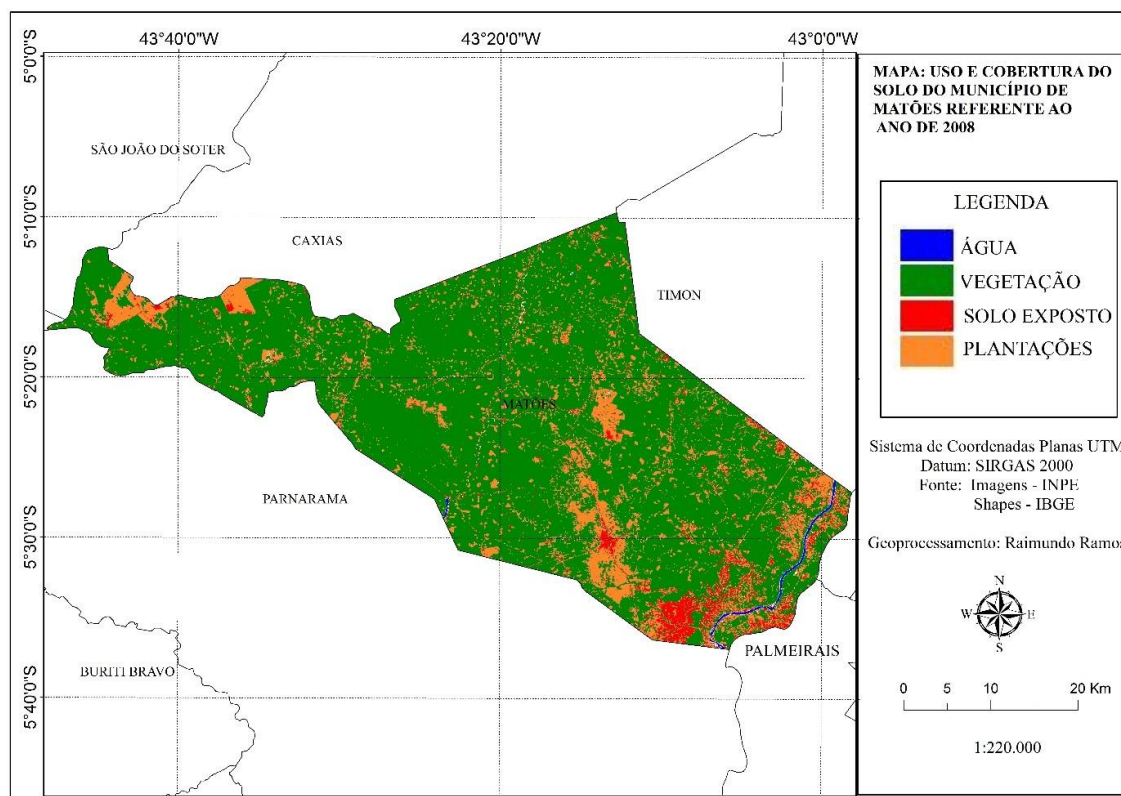 43°40'0"W
43°20'0"W
43°0'0"W
5°0'0"S
5°10'0"S
5°20'0"S
5°30'0"S
5°40'0"S
SÃO JOÃO DO SOTER
CAXIAS
TIMON
MATÕES
PARNARAMA
BURITI BRAVO
PALMEIRAIS
MAPA: USO E COBERTURA DO
SOLO DO MUNICÍPIO DE
MATÕES REFERENTE AO
ANO DE 2008
LEGENDA
ÁGUA
VEGETAÇÃO
SOLO EXPOSTO
PLANTAÇÕES
Sistema de Coordenadas Planas UTM
Datum: SIRGAS 2000
Fonte: Imagens - INPE
Shapes - IBGE
Geoprocessamento: Raimundo Ramos
N
W E
S
0 5 10 20 Km
1:220.000